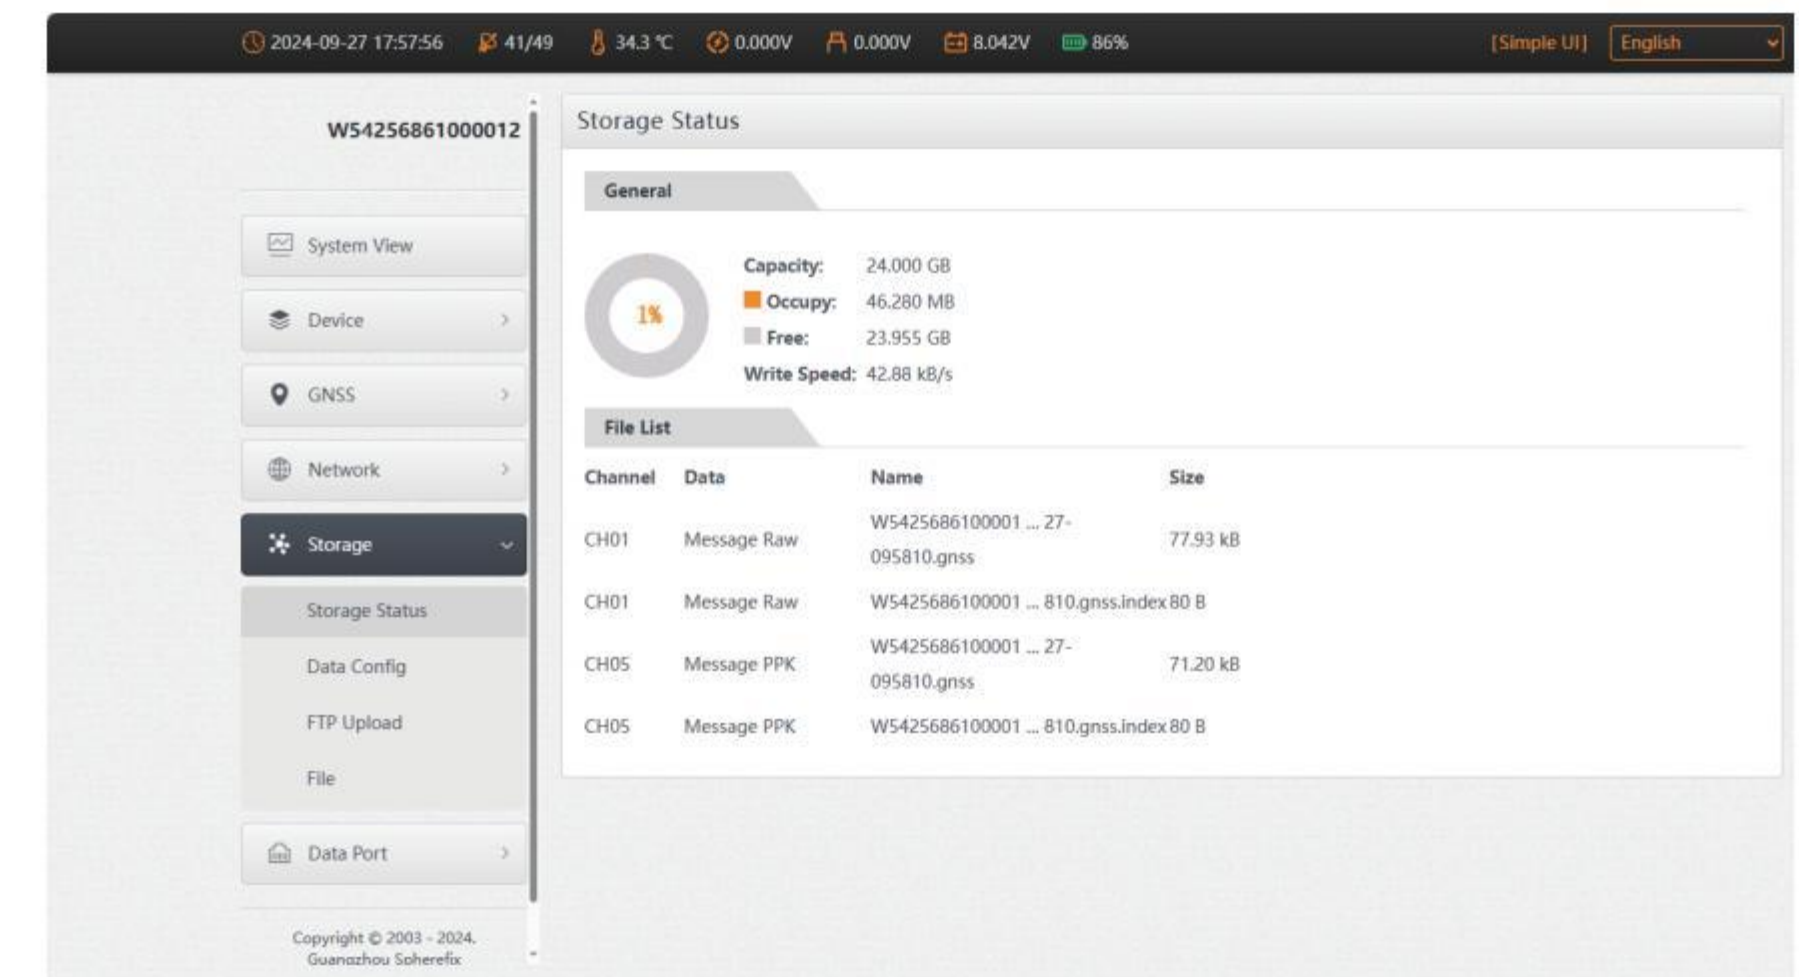 2024-09-27 17:57:56 41/49 34.3 ℃ 0.000V 0.000V 8.042V 86% [Simple UI] English
W54256861000012
System View
Device
GNSS
Network
Storage
Storage Status
Data Config
FTP Upload
File
Data Port
Copyright © 2003 - 2024.
Guangzhou Spherefix
Storage Status
General
1%
Capacity: 24.000 GB
Occupy: 46.280 MB
Free: 23.955 GB
Write Speed: 42.88 kB/s
File List
Channel Data Name Size
CH01 Message Raw W5425686100001 ... 27-
095810.gnss 77.93 kB
CH01 Message Raw W5425686100001 ... 810.gnss.index 80 B
CH05 Message PPK W5425686100001 ... 27-
095810.gnss 71.20 kB
CH05 Message PPK W5425686100001 ... 810.gnss.index 80 B